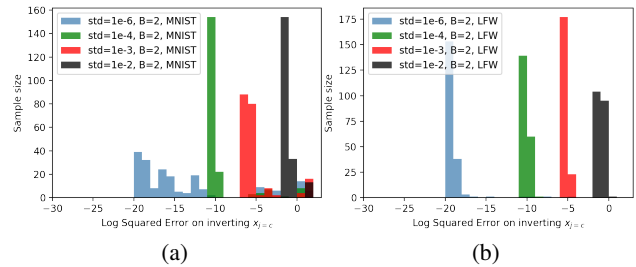 160
140
120
100
80
60
40
20
0
Sample size
std=1e-6, B=2, MNIST
std=1e-4, B=2, MNIST
std=1e-3, B=2, MNIST
std=1e-2, B=2, MNIST
−30 −25 −20 −15 −10 −5 0
Log Squared Error on inverting x_{j=c}
(a)
175
150
125
100
75
50
25
0
Sample size
std=1e-6, B=2, LFW
std=1e-4, B=2, LFW
std=1e-3, B=2, LFW
std=1e-2, B=2, LFW
−30 −25 −20 −15 −10 −5 0
Log Squared Error on inverting x_{j=c}
(b)